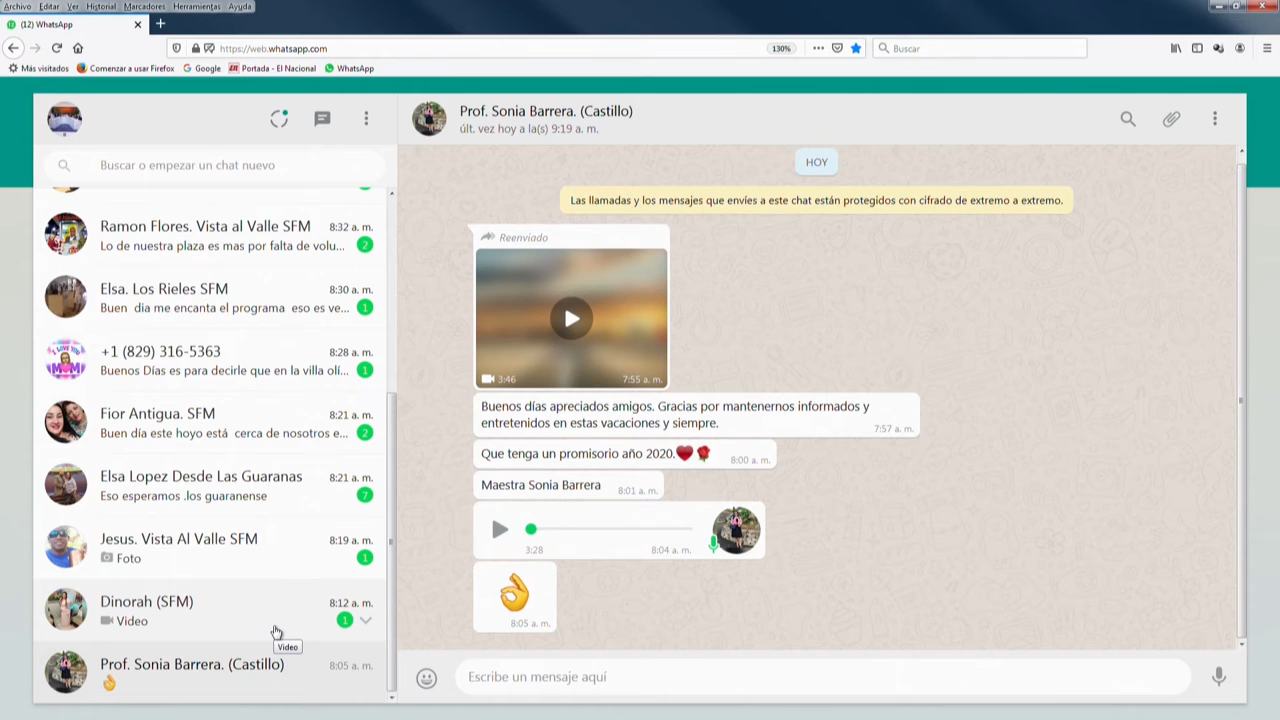 Archivo Editar Ver Historial Marcadores Herramientas Ayuda
(12) WhatsApp
https://web.whatsapp.com
130%
Buscar
Más visitados Comenzar a usar Firefox Google Portada - El Nacional WhatsApp
Buscar o empezar un chat nuevo
Ramon Flores. Vista al Valle SFM 8:32 a. m.
Lo de nuestra plaza es mas por falta de volu... 2
Elsa. Los Rieles SFM 8:30 a. m.
Buen dia me encanta el programa eso es ve... 1
+1 (829) 316-5363 8:28 a. m.
Buenos Días es para decirle que en la villa olí... 1
Fior Antigua. SFM 8:21 a. m.
Buen día este hoyo está cerca de nosotros e... 2
Elsa Lopez Desde Las Guaranas 8:21 a. m.
Eso esperamos .los guaranense 7
Jesus. Vista Al Valle SFM 8:19 a. m.
Foto 1
Dinorah (SFM) 8:12 a. m.
Video 1
Video
Prof. Sonia Barrera. (Castillo) 8:05 a. m.
👌
Prof. Sonia Barrera. (Castillo)
últ. vez hoy a la(s) 9:19 a. m.
HOY
Las llamadas y los mensajes que envíes a este chat están protegidos con cifrado de extremo a extremo.
Reenviado
3:46 7:55 a. m.
Buenos días apreciados amigos. Gracias por mantenernos informados y
entretenidos en estas vacaciones y siempre.
7:57 a. m.
Que tenga un promisorio año 2020.❤🌹 8:00 a. m.
Maestra Sonia Barrera 8:01 a. m.
3:28 8:04 a. m.
👌
8:05 a. m.
Escribe un mensaje aquí